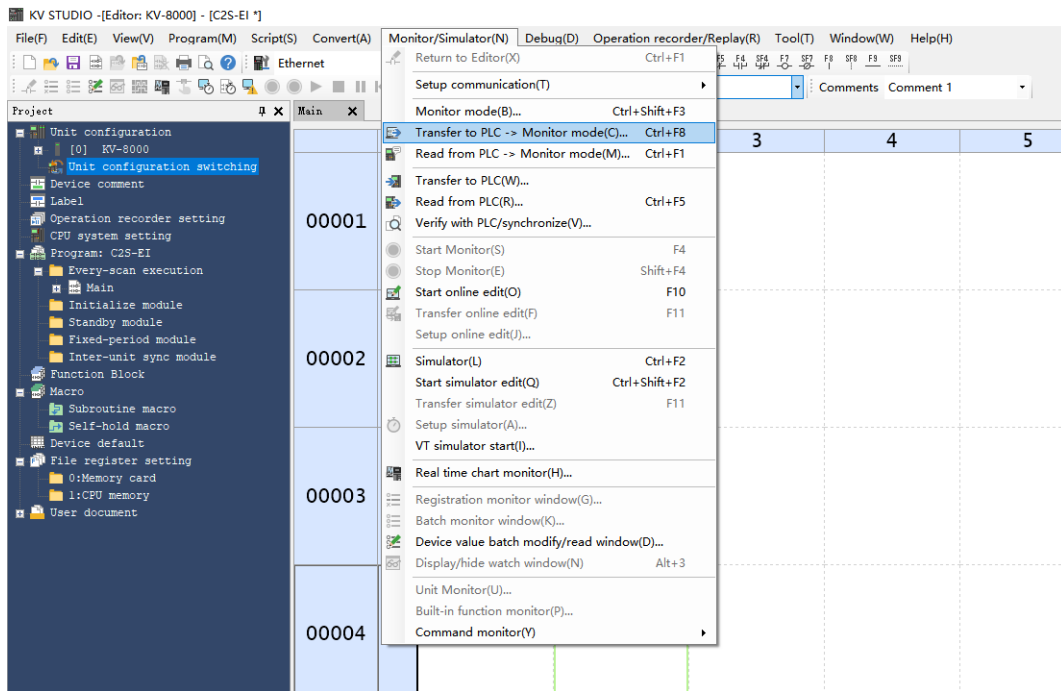 KV STUDIO -[Editor: KV-8000] - [C2S-EI *]
File(F) Edit(E) View(V) Program(M) Script(S) Convert(A) Monitor/Simulator(N) Debug(D) Operation recorder/Replay(R) Tool(T) Window(W) Help(H)
Ethernet
F5 F4 SF4 F7 SF7 F8 SF8 F9 SF9
Comments Comment 1
Project
Main
Unit configuration
[0] KV-8000
Unit configuration switching
Device comment
Label
Operation recorder setting
CPU system setting
Program: C2S-EI
Every-scan execution
Main
Initialize module
Standby module
Fixed-period module
Inter-unit sync module
Function Block
Macro
Subroutine macro
Self-hold macro
Device default
File register setting
0:Memory card
1:CPU memory
User document
Return to Editor(X) Ctrl+F1
Setup communication(T)
Monitor mode(B)... Ctrl+Shift+F3
Transfer to PLC -> Monitor mode(C)... Ctrl+F8
Read from PLC -> Monitor mode(M)... Ctrl+F1
Transfer to PLC(W)...
Read from PLC(R)... Ctrl+F5
Verify with PLC/synchronize(V)...
Start Monitor(S) F4
Stop Monitor(E) Shift+F4
Start online edit(O) F10
Transfer online edit(F) F11
Setup online edit(J)...
Simulator(L) Ctrl+F2
Start simulator edit(Q) Ctrl+Shift+F2
Transfer simulator edit(Z) F11
Setup simulator(A)...
VT simulator start(I)...
Real time chart monitor(H)...
Registration monitor window(G)...
Batch monitor window(K)...
Device value batch modify/read window(D)...
Display/hide watch window(N) Alt+3
Unit Monitor(U)...
Built-in function monitor(P)...
Command monitor(Y)
3 4 5
00001
00002
00003
00004